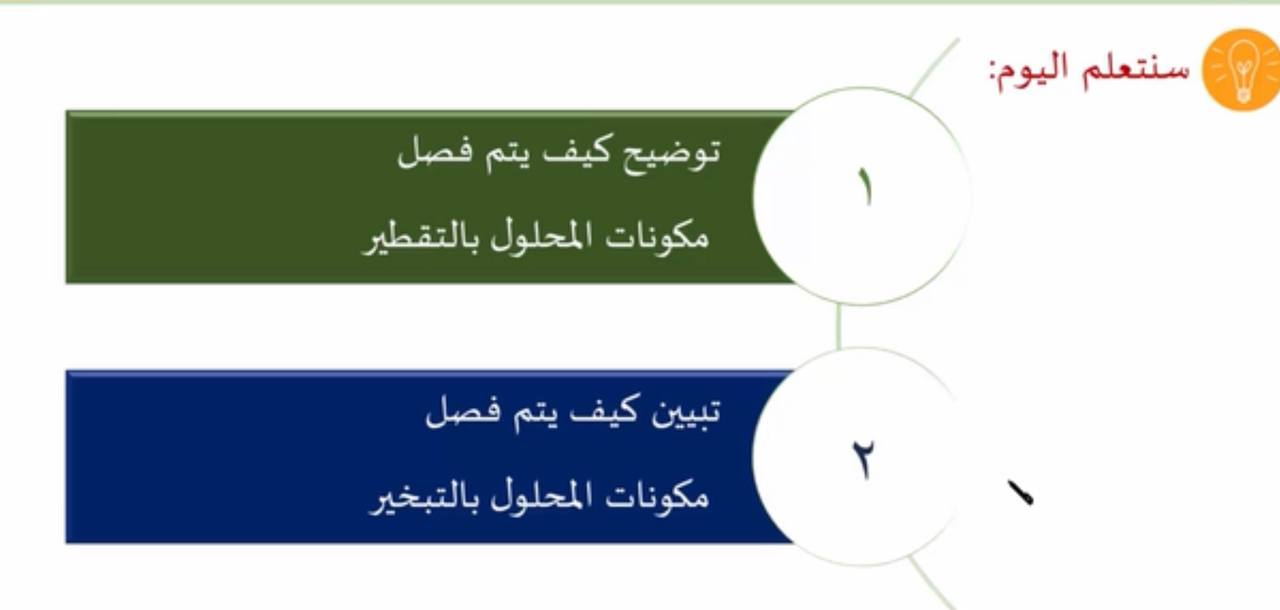 سنتعلم اليوم:
١
توضيح كيف يتم فصل
مكونات المحلول بالتقطير
٢
تبيين كيف يتم فصل
مكونات المحلول بالتبخير